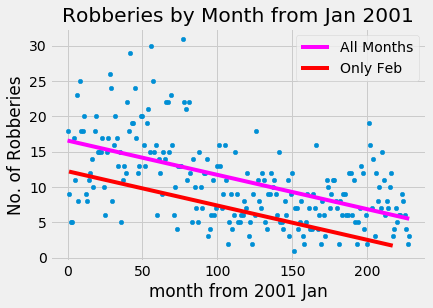 Robberies by Month from Jan 2001
All Months
Only Feb
No. of Robberies
30
25
20
15
10
5
0
0
50
100
150
200
month from 2001 Jan